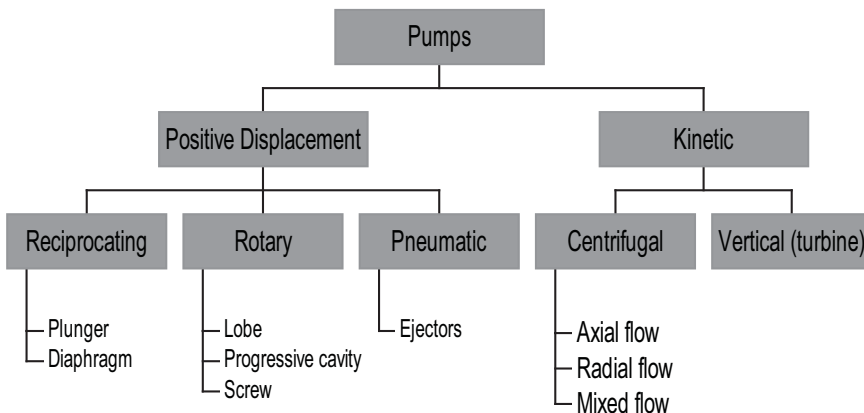 Pumps
Positive Displacement
Kinetic
Reciprocating
Rotary
Pneumatic
Centrifugal
Vertical (turbine)
Plunger
Diaphragm
Lobe
Progressive cavity
Screw
Ejectors
Axial flow
Radial flow
Mixed flow